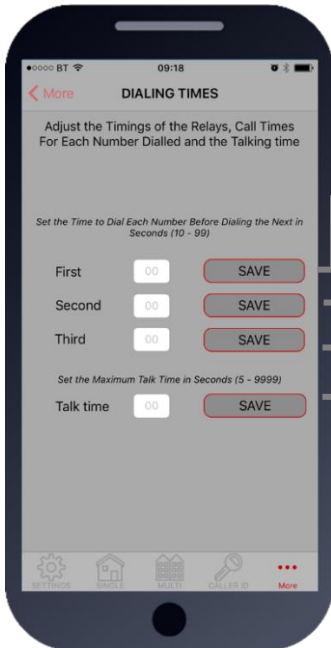 ●○○○○ BT 09:18
More DIALING TIMES
Adjust the Timings of the Relays, Call Times
For Each Number Dialled and the Talking time
Set the Time to Dial Each Number Before Dialing the Next in
Seconds (10 - 99)
First 00 SAVE
Second 00 SAVE
Third 00 SAVE
Set the Maximum Talk Time in Seconds (5 - 9999)
Talk time 00 SAVE
SETTINGS SINGLE MULTI CALLER ID More